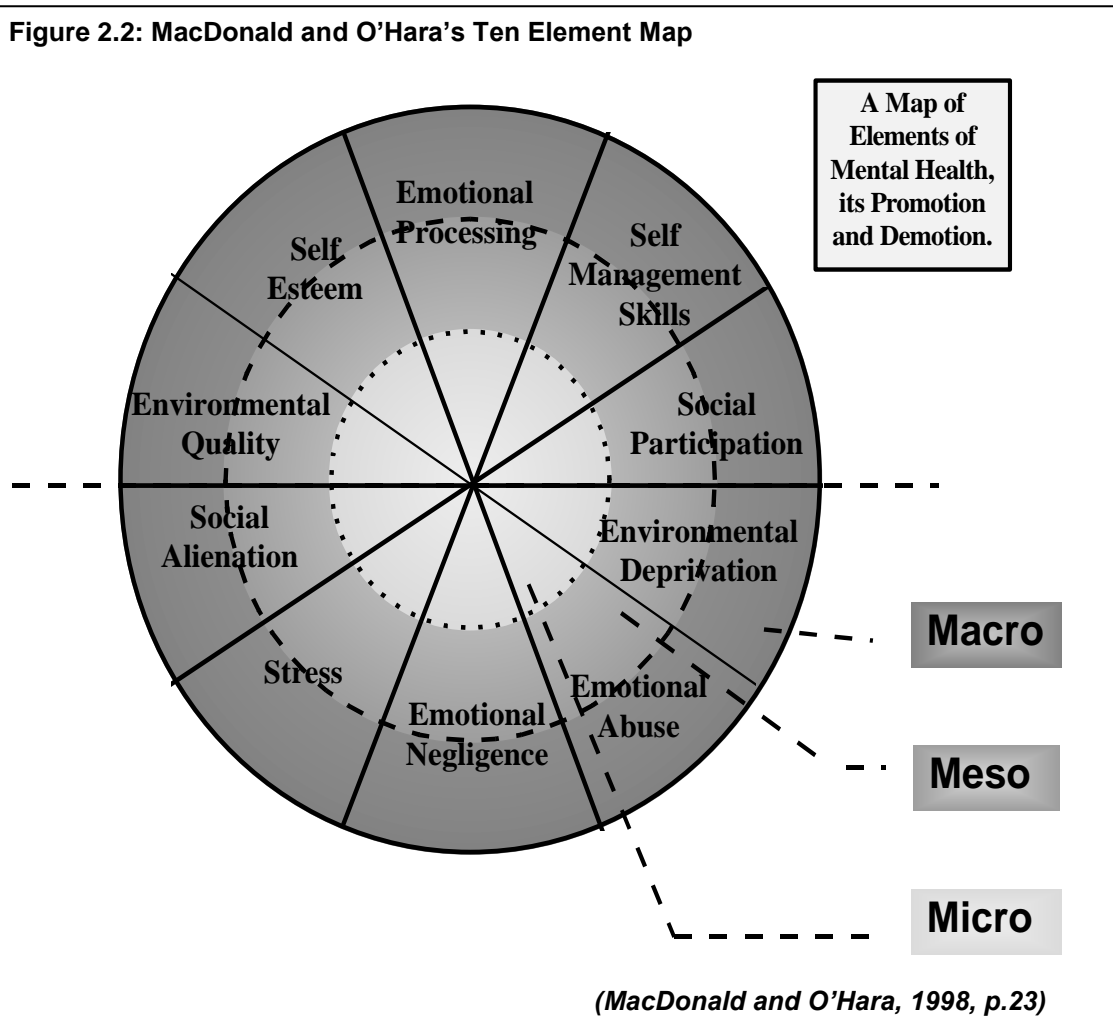 Figure 2.2: MacDonald and O’Hara’s Ten Element Map
A Map of
Elements of
Mental Health,
its Promotion
and Demotion.
Emotional
Processing
Self
Esteem
Self
Management
Skills
Environmental
Quality
Social
Participation
Social
Alienation
Environmental
Deprivation
Stress
Emotional
Negligence
Emotional
Abuse
Macro
Meso
Micro
(MacDonald and O’Hara, 1998, p.23)